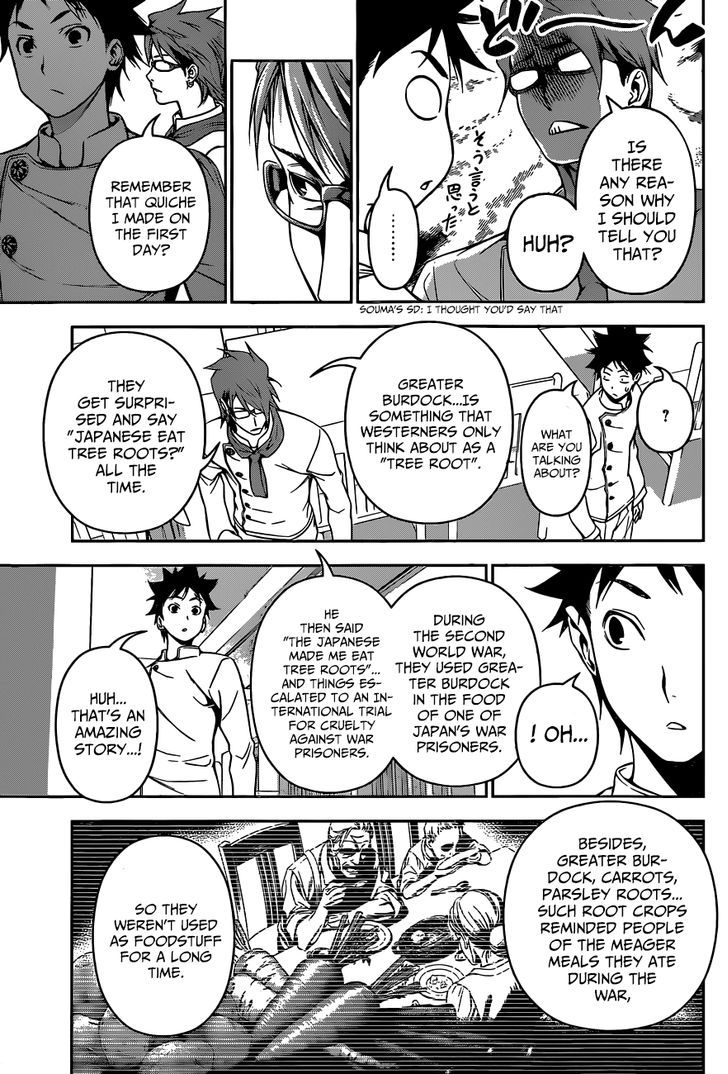 どーーん
IS
THERE
ANY REA-
SON WHY
I SHOULD
TELL YOU
THAT?
HUH?
そう言うと
思った
………
SOUMA'S SD: I THOUGHT YOU'D SAY THAT
REMEMBER
THAT QUICHE
I MADE ON
THE FIRST
DAY?
?
WHAT
ARE YOU
TALKING
ABOUT?
GREATER
BURDOCK...IS
SOMETHING THAT
WESTERNERS ONLY
THINK ABOUT AS A
"TREE ROOT".
THEY
GET SURPRI-
SED AND SAY
"JAPANESE EAT
TREE ROOTS?"
ALL THE
TIME.
! OH...
DURING
THE SECOND
WORLD WAR,
THEY USED GREA-
TER BURDOCK
IN THE FOOD
OF ONE OF
JAPAN'S WAR
PRISONERS.
HE
THEN SAID
"THE JAPANESE
MADE ME EAT
TREE ROOTS"...
AND THINGS ES-
CALATED TO AN IN-
TERNATIONAL TRIAL
FOR CRUELTY
AGAINST WAR
PRISONERS.
HUH...
THAT'S AN
AMAZING
STORY...!
BESIDES,
GREATER BUR-
DOCK, CARROTS,
PARSLEY ROOTS...
SUCH ROOT CROPS
REMINDED PEOPLE
OF THE MEAGER
MEALS THEY ATE
DURING THE
WAR,
SO THEY
WEREN'T USED
AS FOODSTUFF
FOR A LONG
TIME.